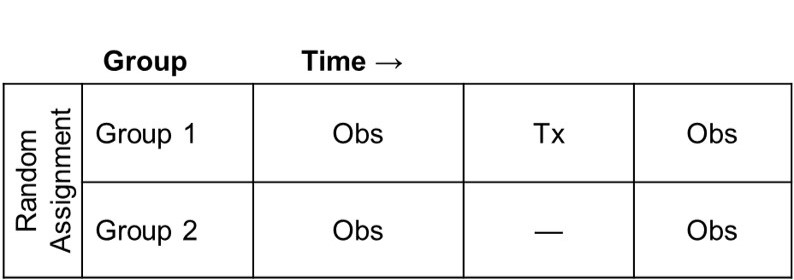 Group Time →
Random
Assignment
Group 1 Obs Tx Obs
Group 2 Obs — Obs